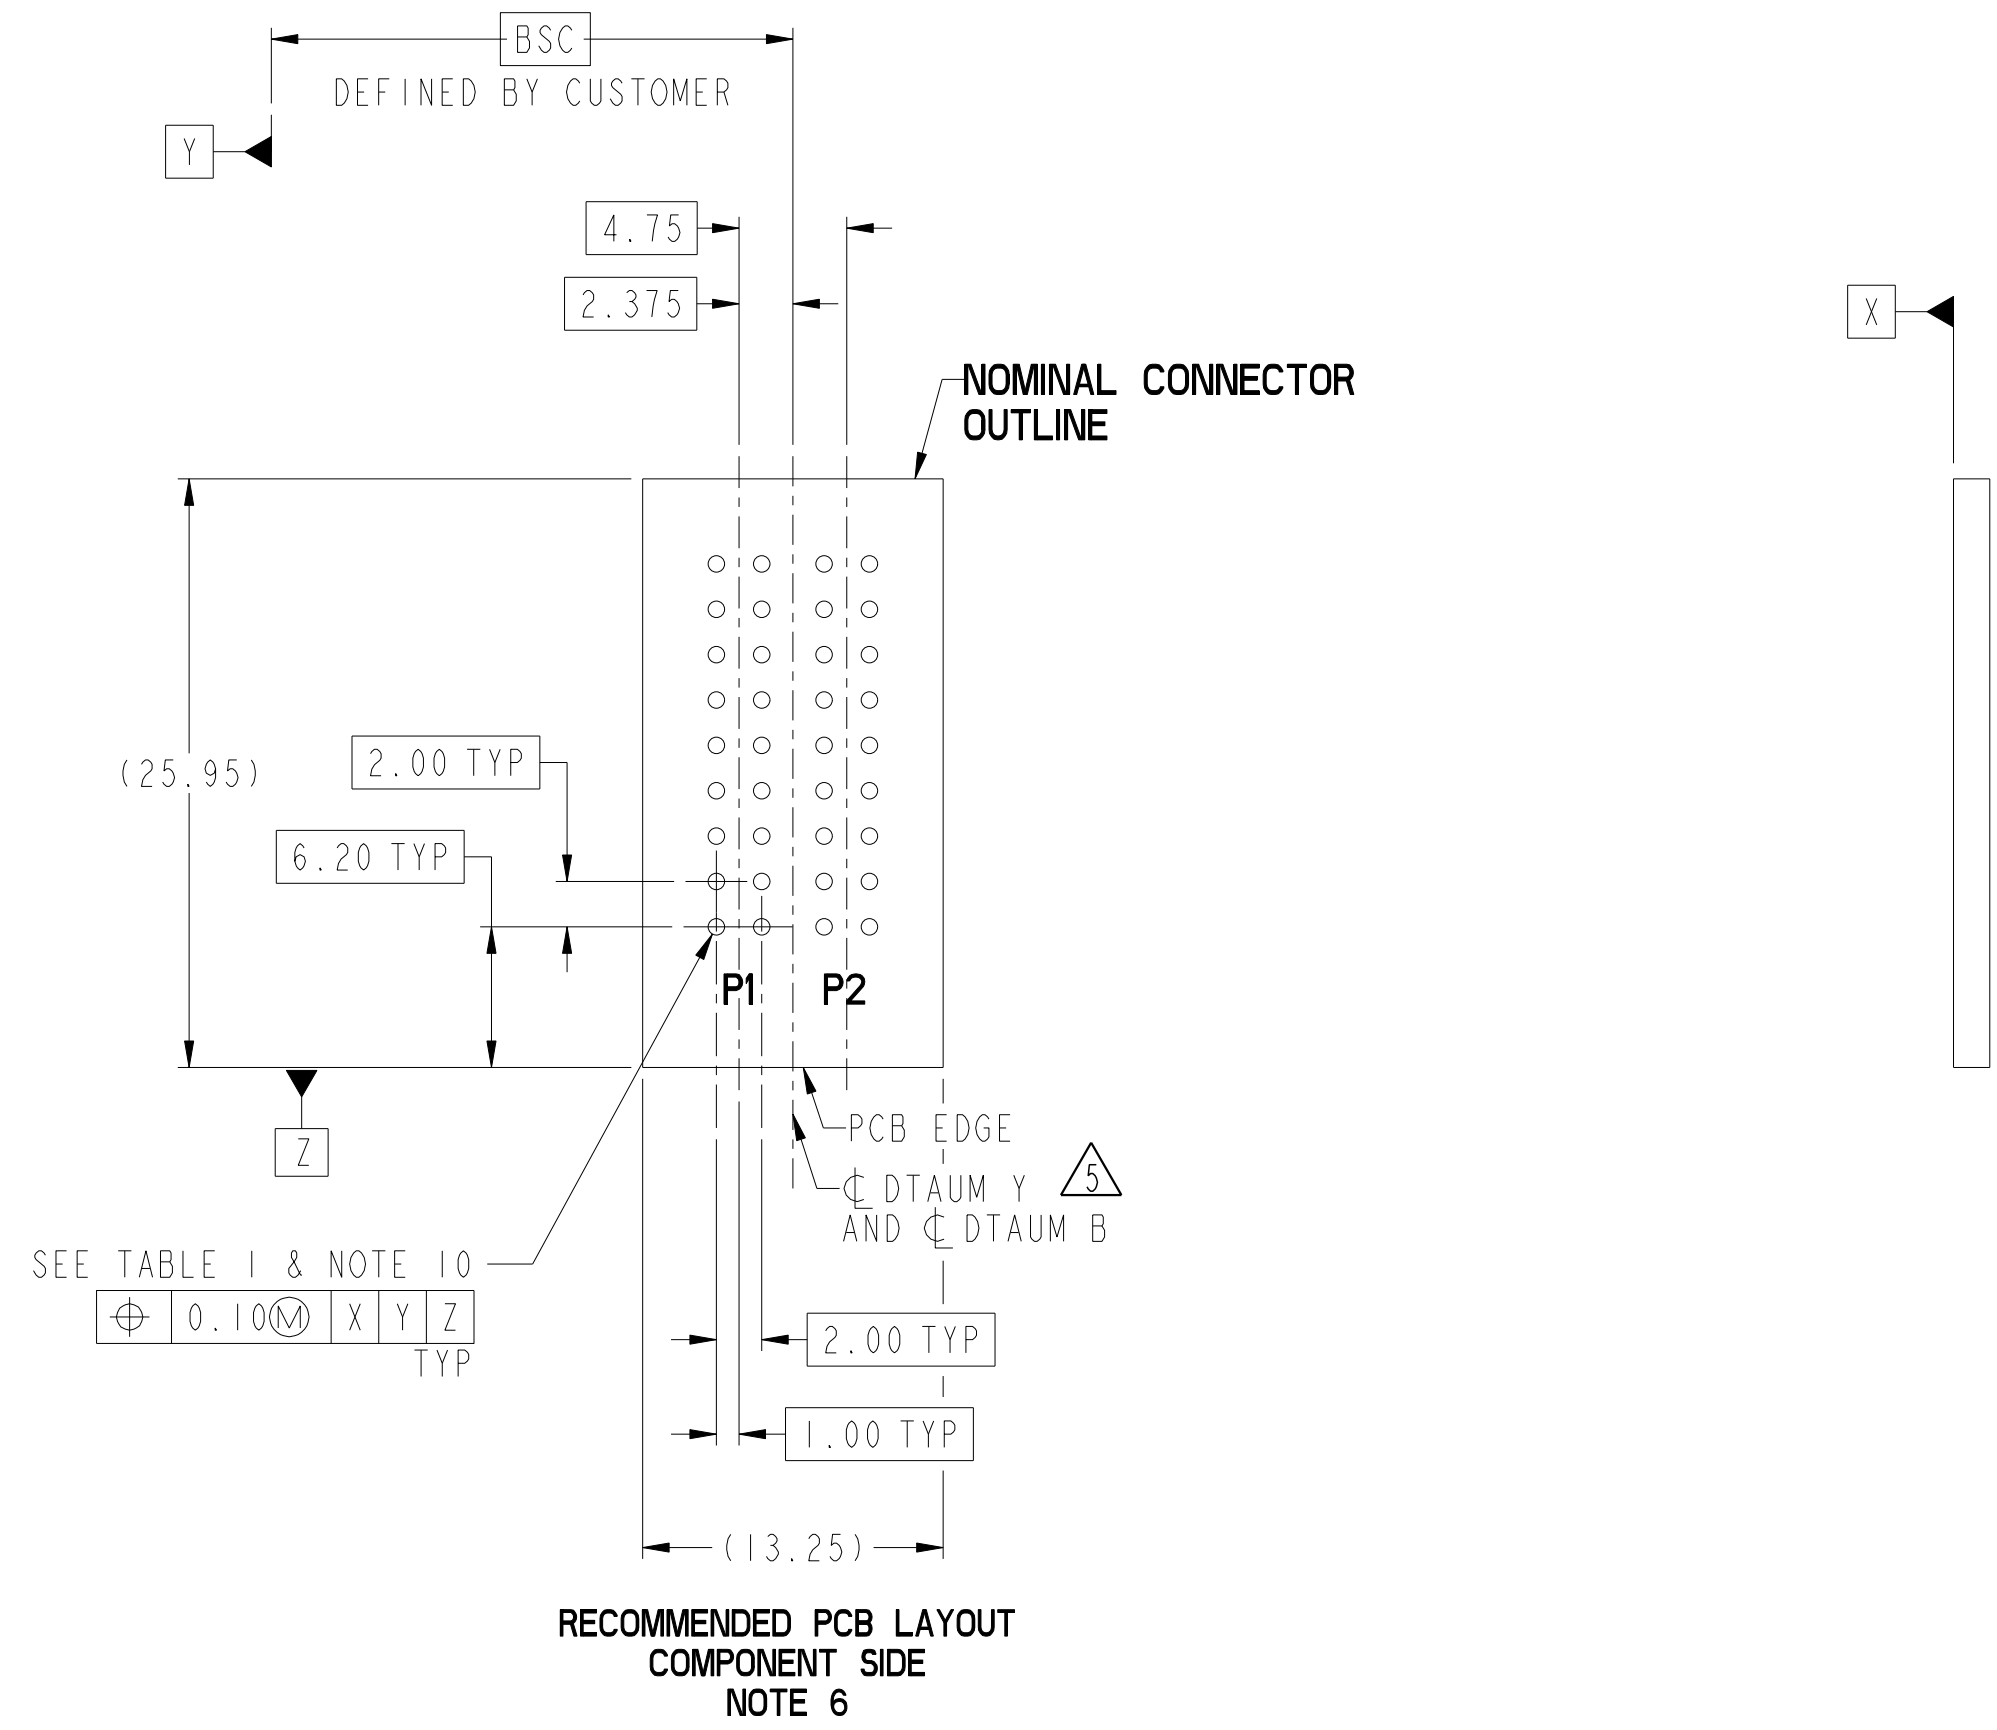 BSC
DEFINED BY CUSTOMER
Y
4.75
2.375
X
NOMINAL CONNECTOR
OUTLINE
2.00 TYP
(25.95)
6.20 TYP
P1 P2
PCB EDGE
Z
℄ DTAUM Y 5
AND ℄ DTAUM B
SEE TABLE 1 & NOTE 10
⌖ 0.10Ⓜ X Y Z
TYP
2.00 TYP
1.00 TYP
(13.25)
RECOMMENDED PCB LAYOUT
COMPONENT SIDE
NOTE 6